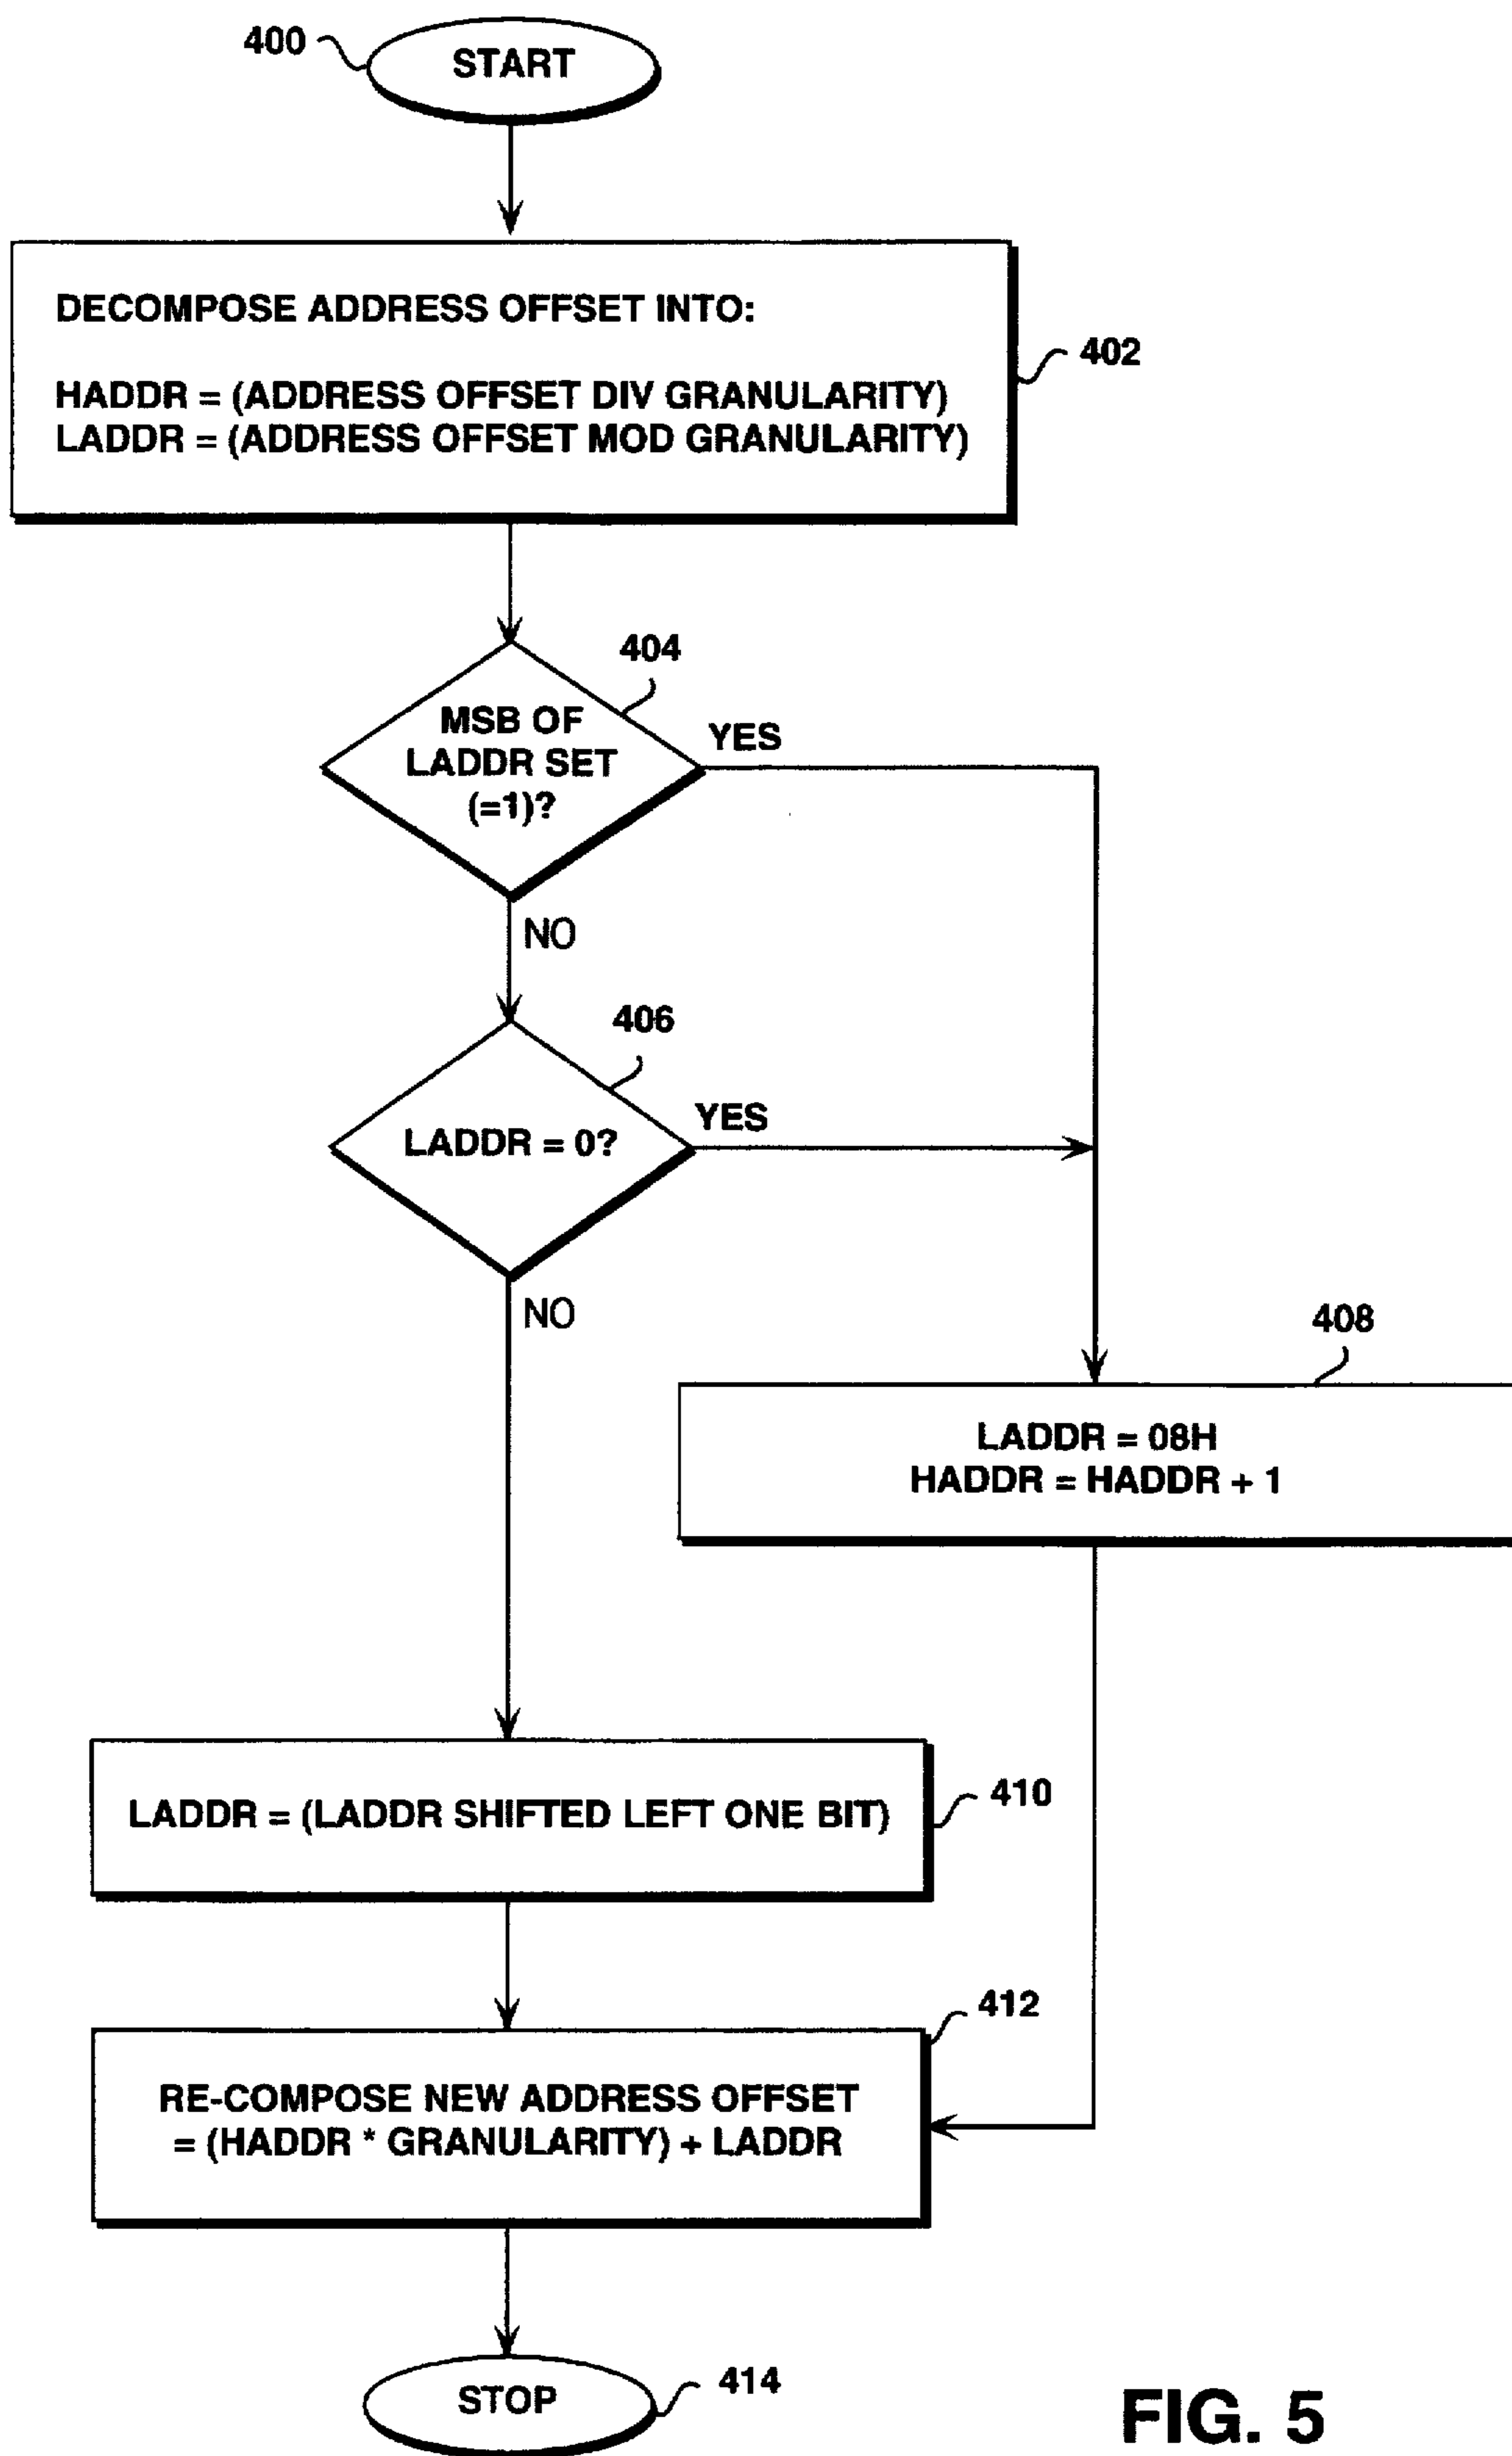 400
START
DECOMPOSE ADDRESS OFFSET INTO:
HADDR = (ADDRESS OFFSET DIV GRANULARITY)
LADDR = (ADDRESS OFFSET MOD GRANULARITY)
402
404
MSB OF
LADDR SET
(=1)?
YES
NO
406
LADDR = 0?
YES
NO
408
LADDR = 08H
HADDR = HADDR + 1
LADDR = (LADDR SHIFTED LEFT ONE BIT)
410
412
RE-COMPOSE NEW ADDRESS OFFSET
= (HADDR * GRANULARITY) + LADDR
STOP
414
FIG. 5